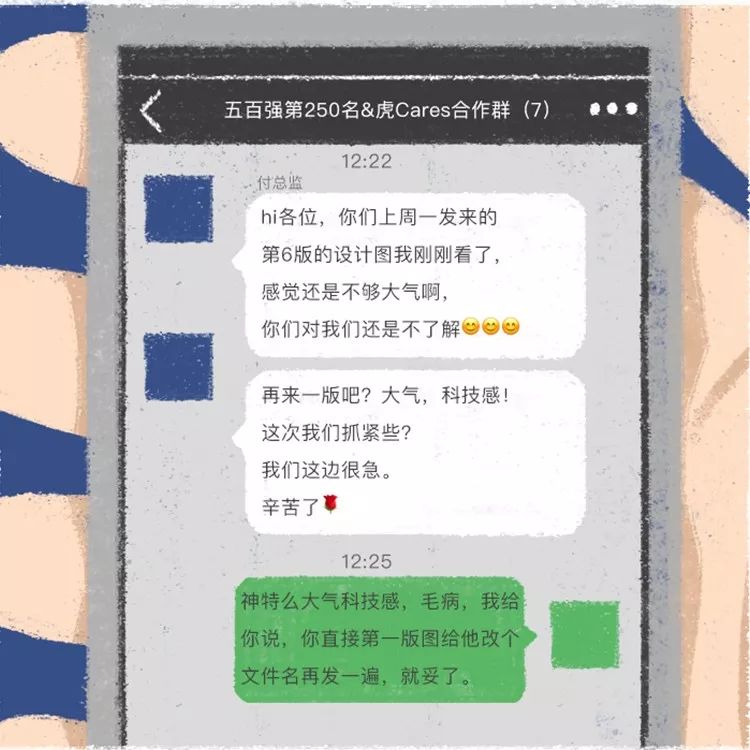 五百强第250名&虎Cares合作群（7）
12:22
付总监
hi各位，你们上周一发来的
第6版的设计图我刚刚看了，
感觉还是不够大气啊，
你们对我们还是不了解😊😊😊
再来一版吧？大气，科技感！
这次我们抓紧些？
我们这边很急。
辛苦了🌹
12:25
神特么大气科技感，毛病，我给
你说，你直接第一版图给他改个
文件名再发一遍，就妥了。